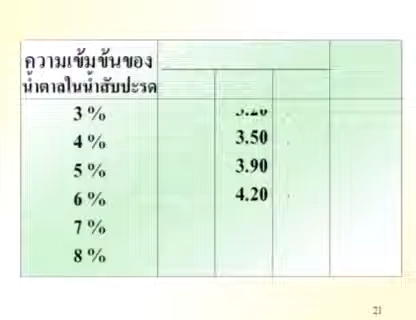 ความเข้มข้นของ
น้ำตาลในน้ำสับปะรด
3 %
4 % 3.50
5 % 3.90
6 % 4.20
7 %
8 %
21